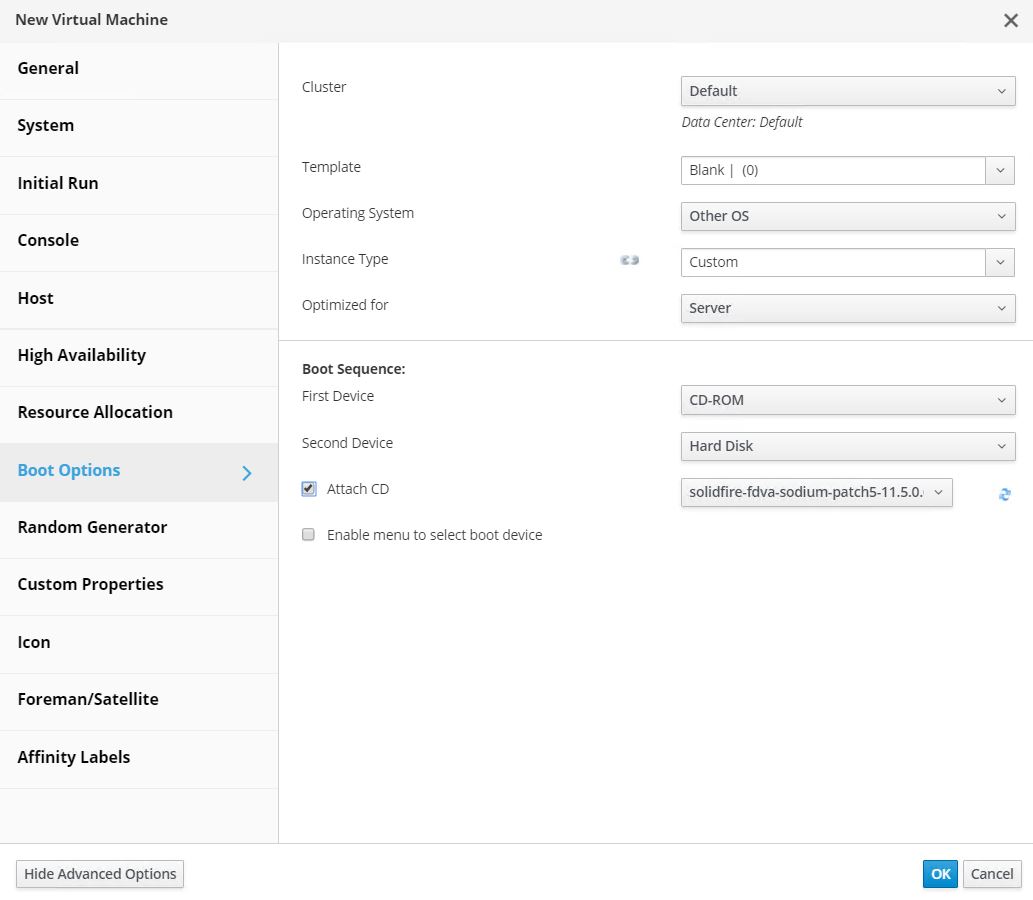 New Virtual Machine
General
System
Initial Run
Console
Host
High Availability
Resource Allocation
Boot Options
Random Generator
Custom Properties
Icon
Foreman/Satellite
Affinity Labels
Cluster
Default
Data Center: Default
Template
Blank | (0)
Operating System
Other OS
Instance Type
Custom
Optimized for
Server
Boot Sequence:
First Device
CD-ROM
Second Device
Hard Disk
Attach CD
solidfire-fdva-sodium-patch5-11.5.0.
Enable menu to select boot device
Hide Advanced Options
OK
Cancel